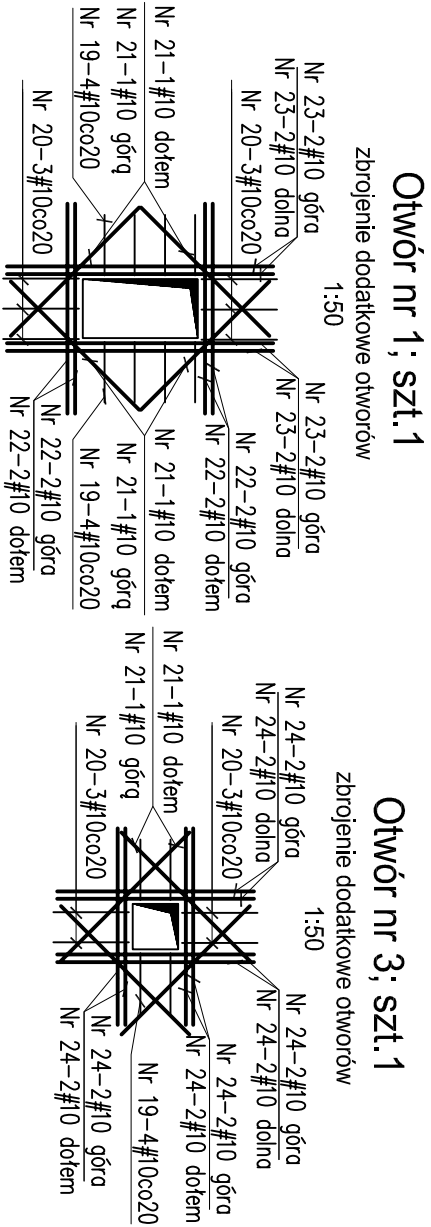 Otwór nr 1; szt.1
zbrojenie dodatkowe otworów
1:50
Nr 23-2#10 góra
Nr 23-2#10 dolna
Nr 20-3#10co20
Nr 21-1#10 dołem
Nr 21-1#10 górą
Nr 19-4#10co20
Nr 20-3#10co20
Nr 23-2#10 góra
Nr 23-2#10 dolna
Nr 22-2#10 góra
Nr 22-2#10 dołem
Nr 21-1#10 dołem
Nr 21-1#10 górą
Nr 19-4#10co20
Nr 22-2#10 góra
Nr 22-2#10 dołem
Otwór nr 3; szt.1
zbrojenie dodatkowe otworów
1:50
Nr 24-2#10 góra
Nr 24-2#10 dolna
Nr 20-3#10co20
Nr 21-1#10 dołem
Nr 21-1#10 górą
Nr 20-3#10co20
Nr 24-2#10 góra
Nr 24-2#10 dolna
Nr 24-2#10 góra
Nr 24-2#10 dołem
Nr 19-4#10co20
Nr 24-2#10 góra
Nr 24-2#10 dołem